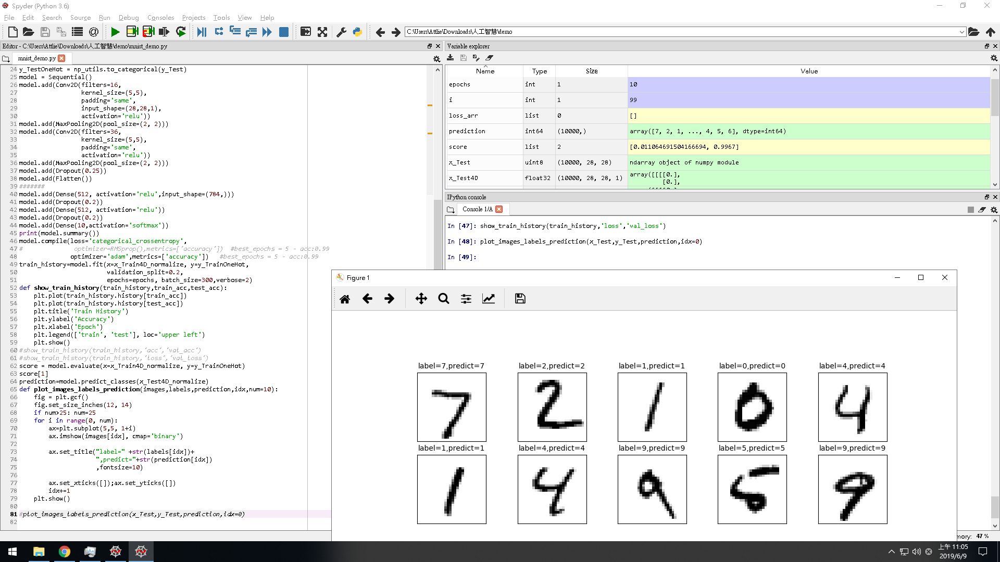 Spyder (Python 3.6)
File Edit Search Source Run Debug Consoles Projects Tools View Help
C:\Users\Attlie\Downloads\人工智慧\demo
Editor - C:\Users\Attlie\Downloads\人工智慧\demo\mnist_demo.py
mnist_demo.py
24 y_TestOneHot = np_utils.to_categorical(y_Test)
25 model = Sequential()
26 model.add(Conv2D(filters=16,
27 kernel_size=(5,5),
28 padding='same',
29 input_shape=(28,28,1),
30 activation='relu'))
31 model.add(MaxPooling2D(pool_size=(2, 2)))
32 model.add(Conv2D(filters=36,
33 kernel_size=(5,5),
34 padding='same',
35 activation='relu'))
36 model.add(MaxPooling2D(pool_size=(2, 2)))
37 model.add(Dropout(0.25))
38 model.add(Flatten())
39 #######
40 model.add(Dense(512, activation='relu',input_shape=(784,)))
41 model.add(Dropout(0.2))
42 model.add(Dense(512, activation='relu'))
43 model.add(Dropout(0.2))
44 model.add(Dense(10,activation='softmax'))
45 print(model.summary())
46 model.compile(loss='categorical_crossentropy',
47 # optimizer=RMSprop(),metrics=['accuracy']) #best_epochs = 5 - acc:0.99
48 optimizer='adam',metrics=['accuracy']) #best_epochs = 5 - acc:0.99
49 train_history=model.fit(x=x_Train4D_normalize, y=y_TrainOneHot,
50 validation_split=0.2,
51 epochs=epochs, batch_size=300,verbose=2)
52 def show_train_history(train_history,train_acc,test_acc):
53 plt.plot(train_history.history[train_acc])
54 plt.plot(train_history.history[test_acc])
55 plt.title('Train History')
56 plt.ylabel('Accuracy')
57 plt.xlabel('Epoch')
58 plt.legend(['train', 'test'], loc='upper left')
59 plt.show()
60 #show_train_history(train_history,'acc','val_acc')
61 #show_train_history(train_history,'loss','val_loss')
62 score = model.evaluate(x=x_Train4D_normalize, y=y_TrainOneHot)
63 score[1]
64 prediction=model.predict_classes(x_Test4D_normalize)
65 def plot_images_labels_prediction(images,labels,prediction,idx,num=10):
66 fig = plt.gcf()
67 fig.set_size_inches(12, 14)
68 if num>25: num=25
69 for i in range(0, num):
70 ax=plt.subplot(5,5, 1+i)
71 ax.imshow(images[idx], cmap='binary')
72
73 ax.set_title("label=" +str(labels[idx])+
74 ",predict="+str(prediction[idx])
75 ,fontsize=10)
76
77 ax.set_xticks([]);ax.set_yticks([])
78 idx+=1
79 plt.show()
80
81 #plot_images_labels_prediction(x_Test,y_Test,prediction,idx=0)
82
Variable explorer
Name Type Size Value
epochs int 1 10
i int 1 99
loss_arr list 0 []
prediction int64 (10000,) array([7, 2, 1, ..., 4, 5, 6], dtype=int64)
score list 2 [0.011064691504166694, 0.9967]
x_Test uint8 (10000, 28, 28) ndarray object of numpy module
x_Test4D float32 (10000, 28, 28, 1) array([[[[0.],
[0.],
IPython console
Console 1/A
In [47]: show_train_history(train_history,'loss','val_loss')
In [48]: plot_images_labels_prediction(x_Test,y_Test,prediction,idx=0)
In [49]:
Figure 1
label=7,predict=7 label=2,predict=2 label=1,predict=1 label=0,predict=0 label=4,predict=4
7 2 1 0 4
label=1,predict=1 label=4,predict=4 label=9,predict=9 label=5,predict=5 label=9,predict=9
1 4 9 5 9
mory: 47 %
上午 11:05
2019/6/9